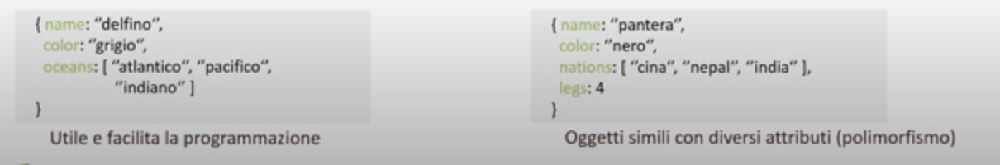 { name: “delfino”,
color: “grigio”,
oceans: [ “atlantico”, “pacifico”,
“indiano” ]
}
Utile e facilita la programmazione
{ name: “pantera”,
color: “nero”,
nations: [ “cina”, “nepal”, “india” ],
legs: 4
}
Oggetti simili con diversi attributi (polimorfismo)